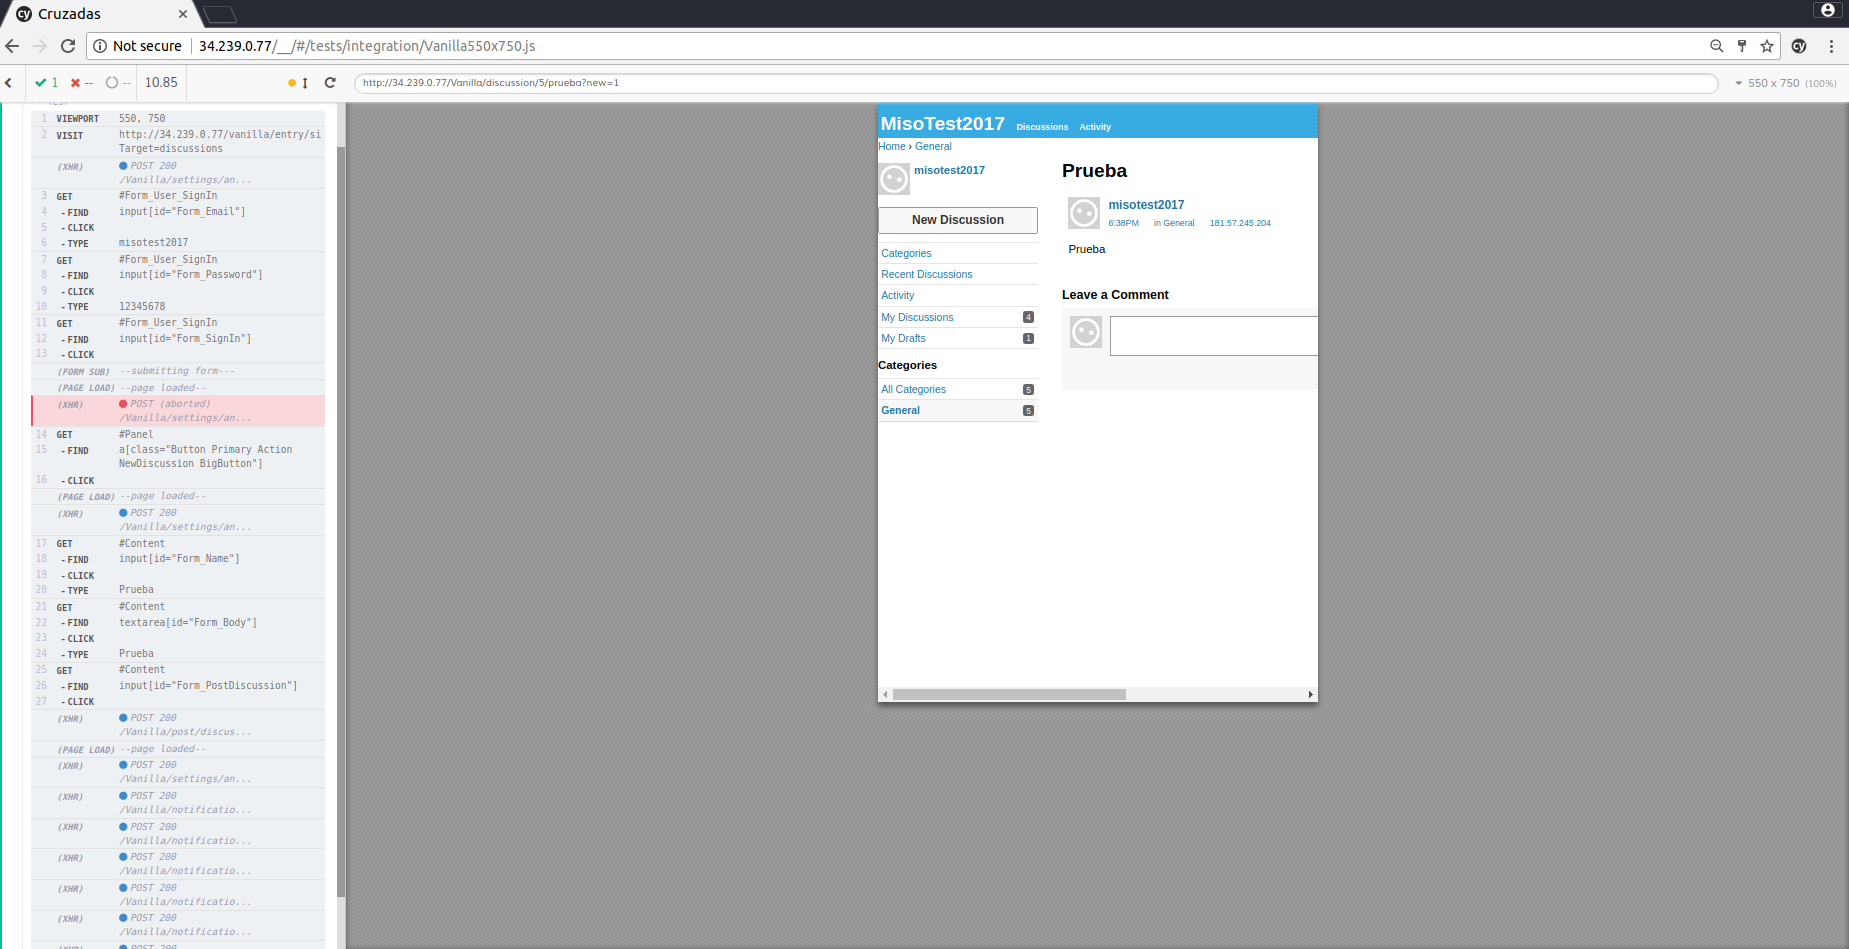 Cruzadas
Not secure 34.239.0.77/__/#/tests/integration/Vanilla550x750.js
1 -- -- 10.85
http://34.239.0.77/Vanilla/discussion/5/prueba?new=1
550 x 750 (100%)
TEST
1 VIEWPORT 550, 750
2 VISIT http://34.239.0.77/vanilla/entry/si
Target=discussions
(XHR) POST 200
/Vanilla/settings/an...
3 GET #Form_User_SignIn
4 -FIND input[id="Form_Email"]
5 -CLICK
6 -TYPE misotest2017
7 GET #Form_User_SignIn
8 -FIND input[id="Form_Password"]
9 -CLICK
10 -TYPE 12345678
11 GET #Form_User_SignIn
12 -FIND input[id="Form_SignIn"]
13 -CLICK
(FORM SUB) --submitting form---
(PAGE LOAD) --page loaded--
(XHR) POST (aborted)
/Vanilla/settings/an...
14 GET #Panel
15 -FIND a[class="Button Primary Action
NewDiscussion BigButton"]
16 -CLICK
(PAGE LOAD) --page loaded--
(XHR) POST 200
/Vanilla/settings/an...
17 GET #Content
18 -FIND input[id="Form_Name"]
19 -CLICK
20 -TYPE Prueba
21 GET #Content
22 -FIND textarea[id="Form_Body"]
23 -CLICK
24 -TYPE Prueba
25 GET #Content
26 -FIND input[id="Form_PostDiscussion"]
27 -CLICK
(XHR) POST 200
/Vanilla/post/discus...
(PAGE LOAD) --page loaded--
(XHR) POST 200
/Vanilla/settings/an...
(XHR) POST 200
/Vanilla/notificatio...
(XHR) POST 200
/Vanilla/notificatio...
(XHR) POST 200
/Vanilla/notificatio...
(XHR) POST 200
/Vanilla/notificatio...
(XHR) POST 200
/Vanilla/notificatio...
(XHR) POST 200
MisoTest2017 Discussions Activity
Home › General
misotest2017
New Discussion
Categories
Recent Discussions
Activity
My Discussions 4
My Drafts 1
Categories
All Categories 5
General 5
Prueba
misotest2017
6:38PM in General 181.57.245.204
Prueba
Leave a Comment